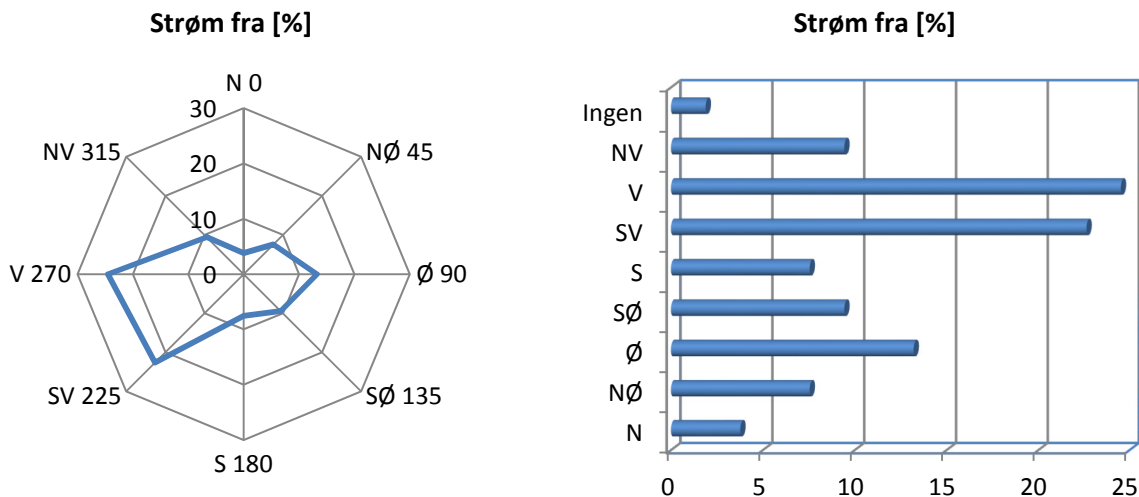 Strøm fra [%]
N 0
30
NØ 45
NV 315
20
10
V 270
0
Ø 90
SV 225
SØ 135
S 180
Strøm fra [%]
Ingen
NV
V
SV
S
SØ
Ø
NØ
N
0 5 10 15 20 25